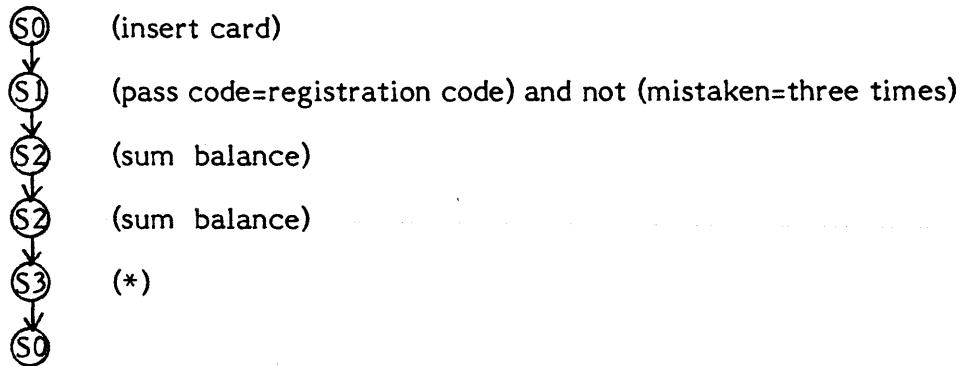 S0 (insert card)
S1 (pass code=registration code) and not (mistaken=three times)
S2 (sum balance)
S2 (sum balance)
S3 (*)
S0